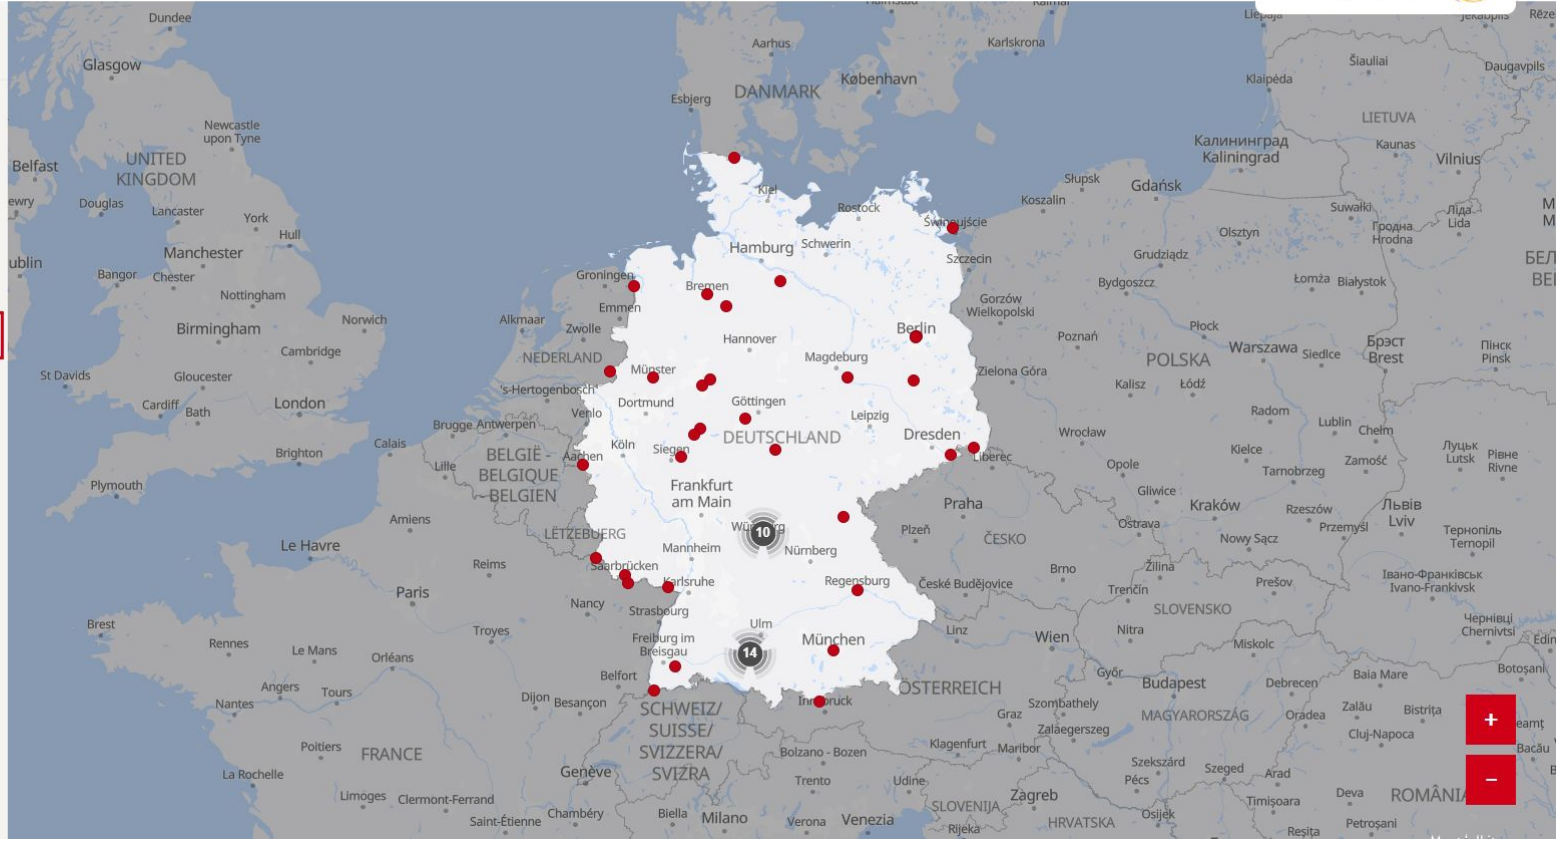 Dundee
Halmstad
Kalmar
Liepāja
Jēkabpils
Rēze
Aarhus
Karlskrona
Glasgow
København
Šiauliai
Daugavpils
Klaipėda
Esbjerg
DANMARK
LIETUVA
Newcastle
upon Tyne
Калининград
Kaliningrad
Kaunas
Vilnius
Belfast
UNITED
KINGDOM
Słupsk
Gdańsk
Kiel
ewry
Douglas
Lancaster
York
Koszalin
Suwałki
Ліда
Lida
М
M
Rostock
Świnoujście
Hull
Hamburg
Schwerin
Olsztyn
Гродна
Hrodna
ublin
Manchester
Szczecin
Grudziądz
БЕЛ
BEL
Bangor
Chester
Groningen
Bremen
Bydgoszcz
Łomża
Białystok
Nottingham
Emmen
Gorzów
Wielkopolski
Birmingham
Norwich
Alkmaar
Zwolle
Berlin
Płock
Hannover
Poznań
Warszawa
Siedlce
Брэст
Brest
Пінск
Pinsk
Cambridge
NEDERLAND
Magdeburg
POLSKA
St Davids
Gloucester
Münster
Zielona Góra
Kalisz
Łódź
's-Hertogenbosch
Cardiff
Bath
London
Venlo
Dortmund
Göttingen
Leipzig
Radom
Lublin
Chełm
Brugge
Antwerpen
Calais
Köln
Siegen
DEUTSCHLAND
Dresden
Wrocław
Brighton
Lille
BELGIË -
BELGIQUE
- BELGIEN
Aachen
Liberec
Kielce
Луцьк
Lutsk
Рівне
Rivne
Opole
Tarnobrzeg
Zamość
Plymouth
Frankfurt
am Main
Gliwice
Praha
Kraków
Rzeszów
Львів
Lviv
Amiens
Würzburg
10
Plzeň
Ostrava
Przemyśl
Тернопіль
Ternopil
Le Havre
LËTZEBUERG
Mannheim
Nürnberg
ČESKO
Nowy Sącz
Reims
Saarbrücken
Karlsruhe
Regensburg
České Budějovice
Brno
Žilina
Prešov
Івано-Франківськ
Ivano-Frankivsk
Paris
Nancy
Strasbourg
Trenčín
SLOVENSKO
Brest
Troyes
Ulm
Linz
Wien
Nitra
Чернівці
Chernivtsi
Rennes
Le Mans
Orléans
Freiburg im
Breisgau
14
München
Miskolc
Edin
Belfort
Győr
Budapest
Debrecen
Baia Mare
Botoșani
Angers
Tours
Dijon
Besançon
Innsbruck
ÖSTERREICH
Szombathely
Nantes
SCHWEIZ/
SUISSE/
SVIZZERA/
SVIZRA
Graz
Zalaegerszeg
MAGYARORSZÁG
Oradea
Zalău
Bistrița
Cluj-Napoca
+
eamț
Poitiers
FRANCE
Bolzano - Bozen
Klagenfurt
Maribor
Bacău
La Rochelle
Genève
Trento
Udine
Szekszárd
Pécs
Szeged
Arad
−
Limoges
Clermont-Ferrand
Saint-Étienne
Chambéry
Biella
Milano
Verona
Venezia
SLOVENIJA
Rijeka
Zagreb
HRVATSKA
Osijek
Timișoara
Deva
ROMÂNIA
Reșița
Petroșani